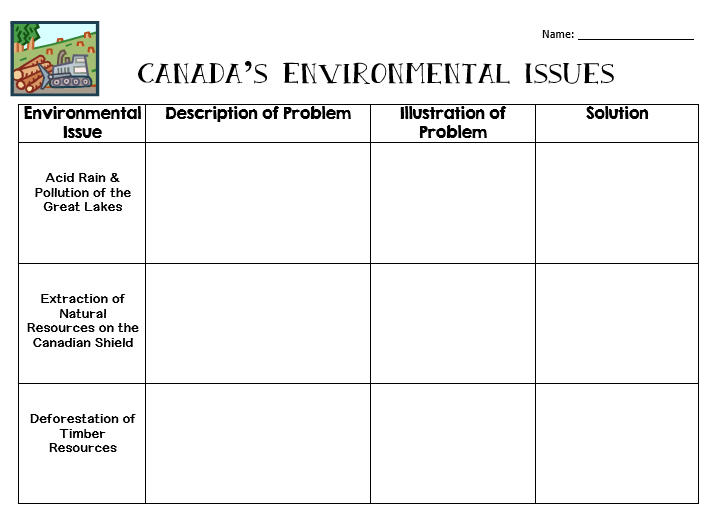 Name: ___________________
CANADA'S ENVIRONMENTAL ISSUES
Environmental
Issue
Description of Problem
Illustration of
Problem
Solution
Acid Rain &
Pollution of the
Great Lakes
Extraction of
Natural
Resources on the
Canadian Shield
Deforestation of
Timber
Resources